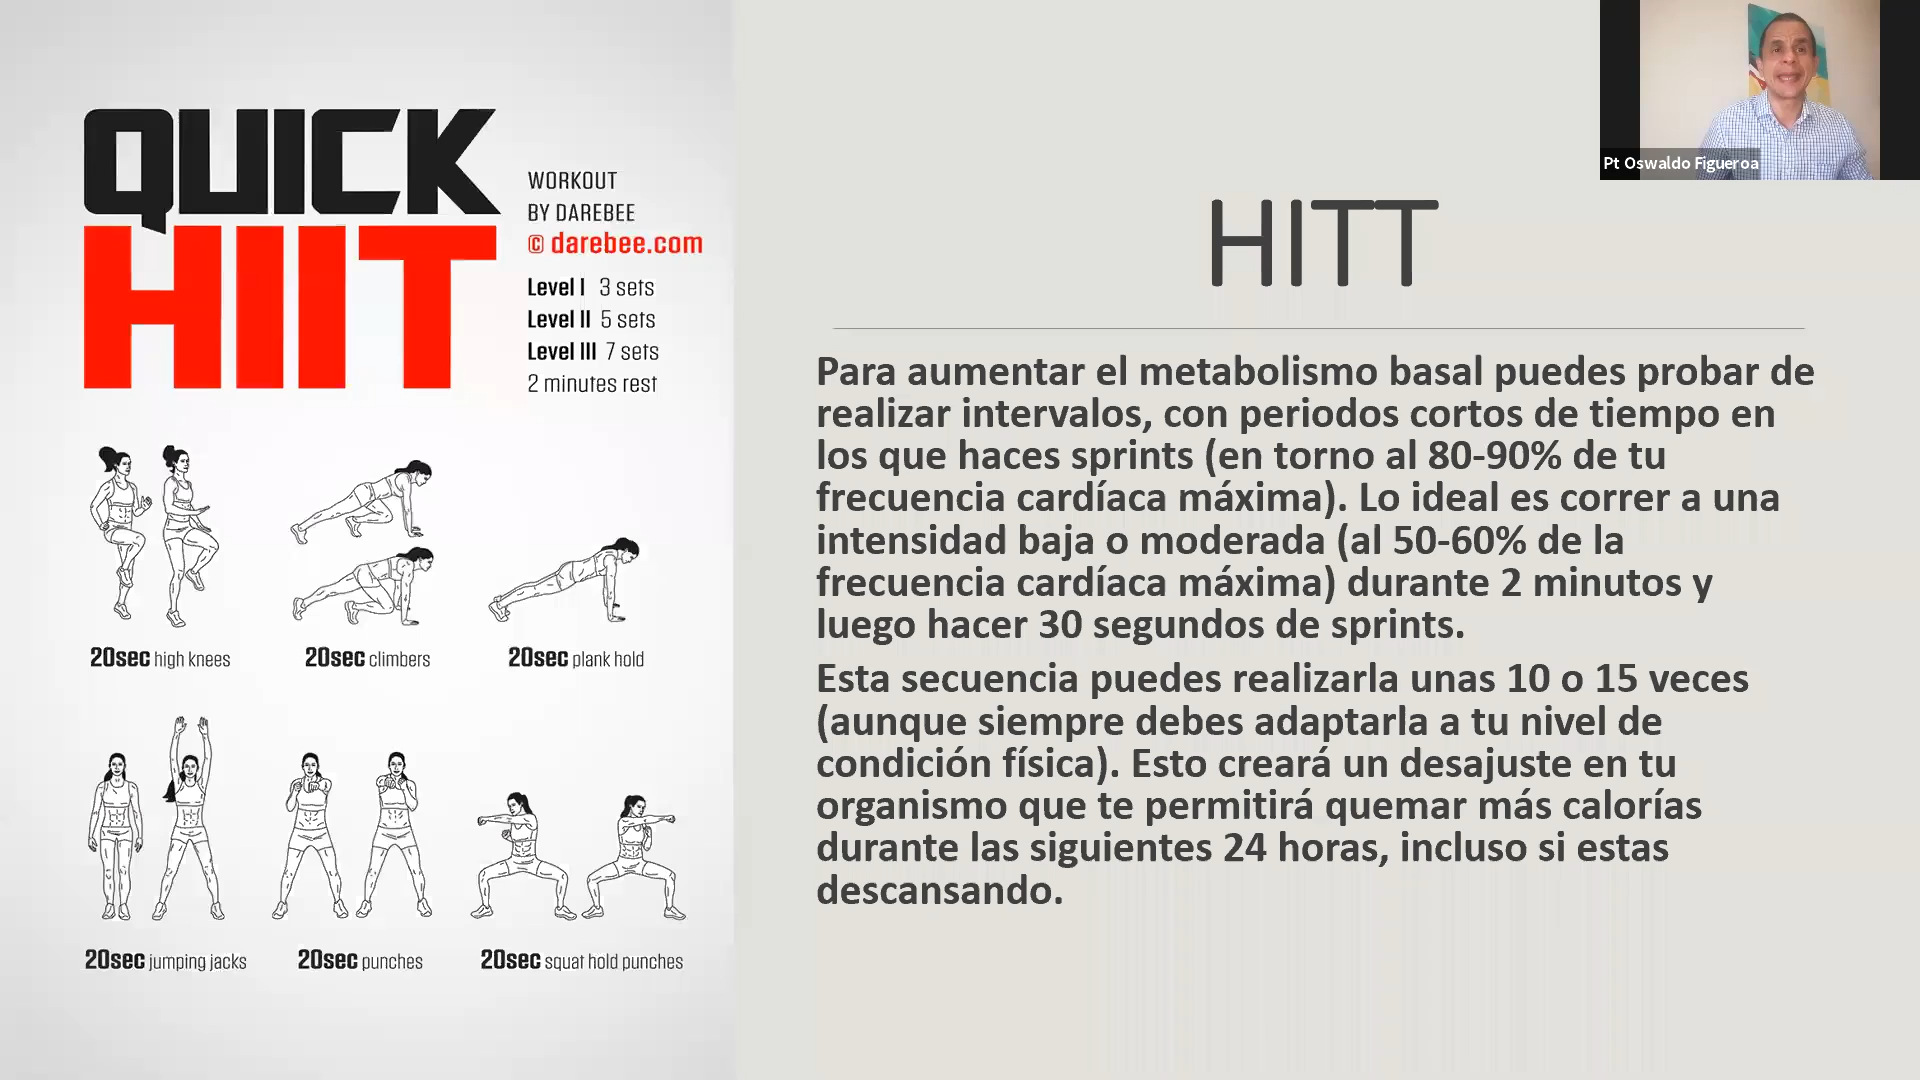 QUICK
HIIT
WORKOUT
BY DAREBEE
© darebee.com
Level I 3 sets
Level II 5 sets
Level III 7 sets
2 minutes rest
20sec high knees
20sec climbers
20sec plank hold
20sec jumping jacks
20sec punches
20sec squat hold punches
Pt Oswaldo Figueroa
HITT
Para aumentar el metabolismo basal puedes probar de
realizar intervalos, con periodos cortos de tiempo en
los que haces sprints (en torno al 80-90% de tu
frecuencia cardíaca máxima). Lo ideal es correr a una
intensidad baja o moderada (al 50-60% de la
frecuencia cardíaca máxima) durante 2 minutos y
luego hacer 30 segundos de sprints.
Esta secuencia puedes realizarla unas 10 o 15 veces
(aunque siempre debes adaptarla a tu nivel de
condición física). Esto creará un desajuste en tu
organismo que te permitirá quemar más calorías
durante las siguientes 24 horas, incluso si estas
descansando.